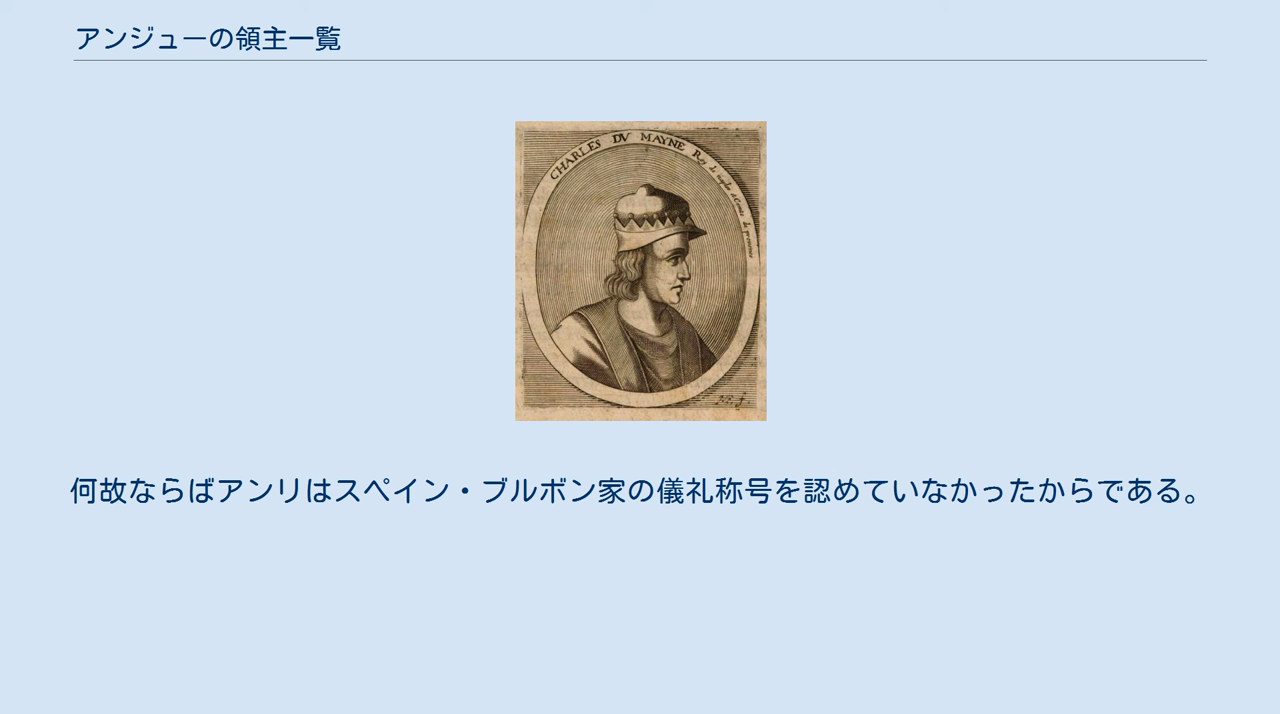 アンジューの領主一覧
CHARLES DV MAYNE Roy de
何故ならばアンリはスペイン・ブルボン家の儀礼称号を認めていなかったからである。